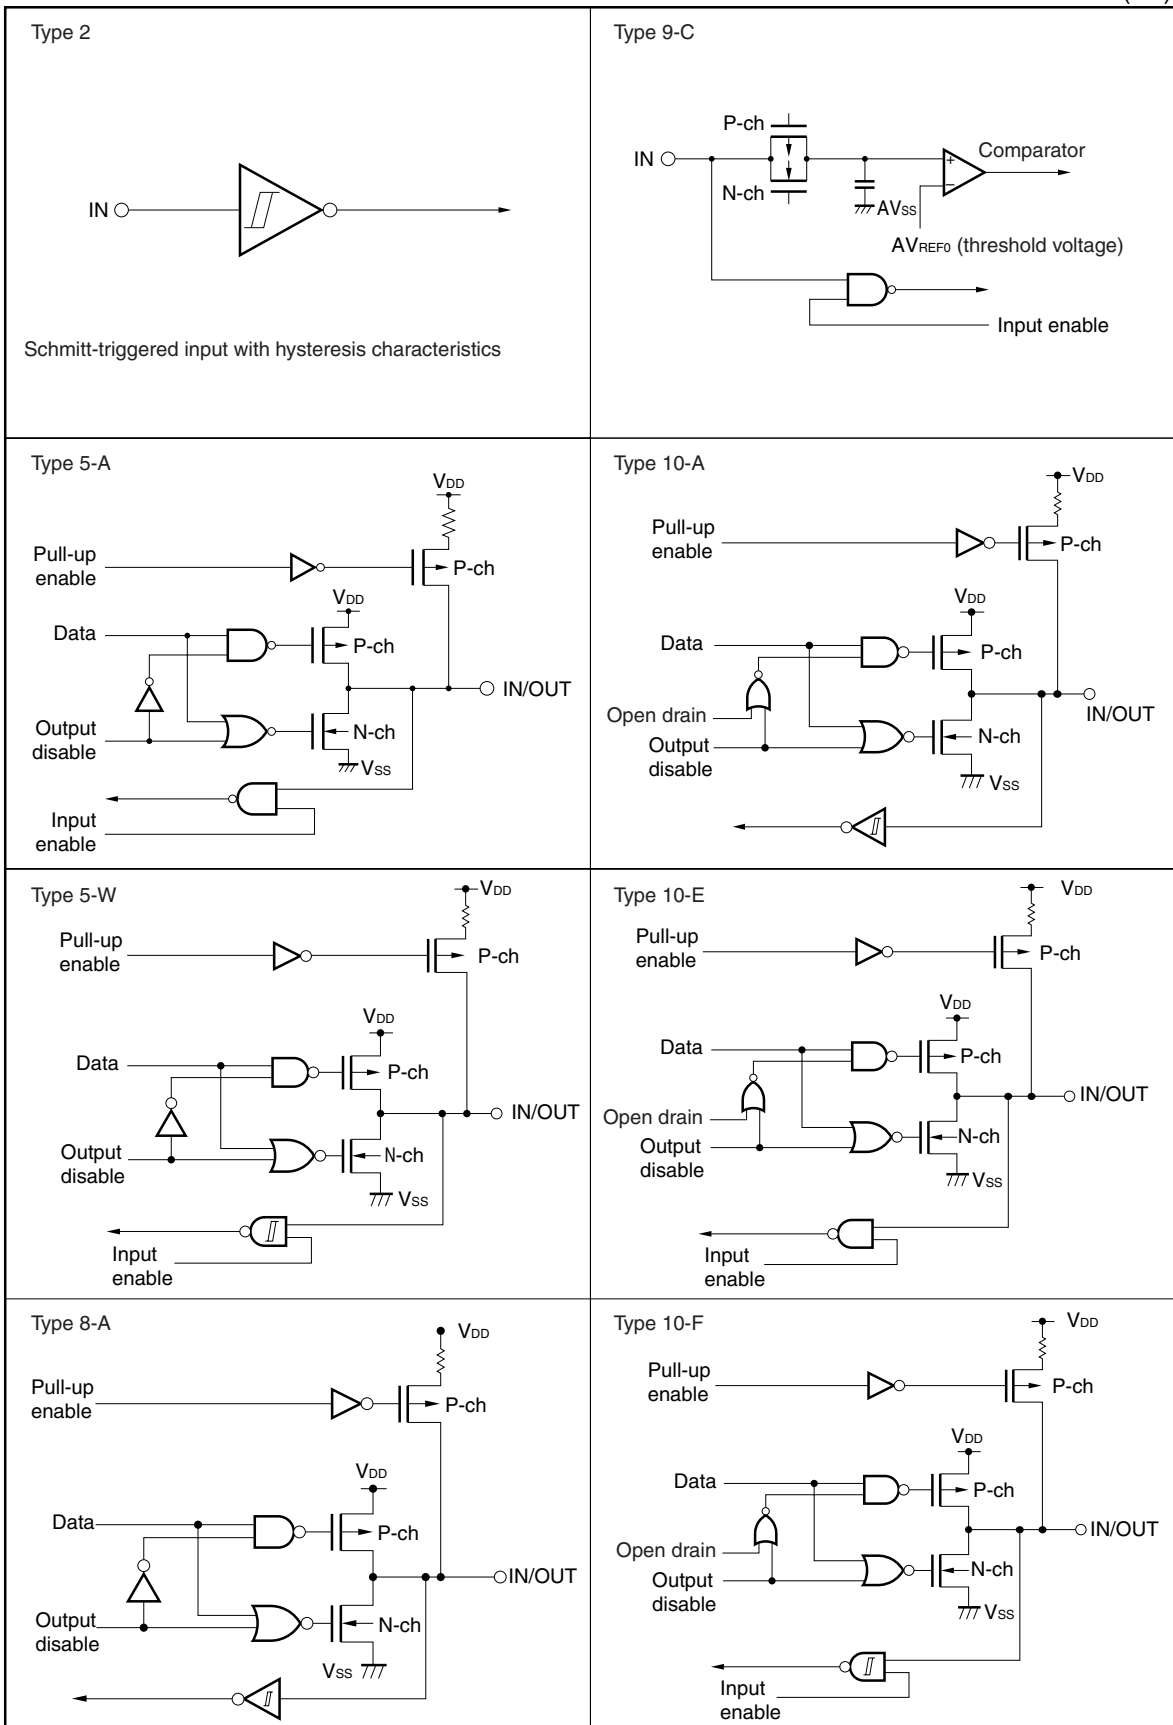 Type 2
IN
Schmitt-triggered input with hysteresis characteristics
Type 9-C
P-ch
IN
N-ch
+
−
Comparator
AVSS
AVREF0 (threshold voltage)
Input enable
Type 5-A
VDD
Pull-up
enable
P-ch
VDD
Data
P-ch
IN/OUT
Output
disable
N-ch
VSS
Input
enable
Type 10-A
VDD
Pull-up
enable
P-ch
VDD
Data
P-ch
IN/OUT
Open drain
Output
disable
N-ch
VSS
Type 5-W
VDD
Pull-up
enable
P-ch
VDD
Data
P-ch
IN/OUT
Output
disable
N-ch
VSS
Input
enable
Type 10-E
VDD
Pull-up
enable
P-ch
VDD
Data
P-ch
IN/OUT
Open drain
Output
disable
N-ch
VSS
Input
enable
Type 8-A
VDD
Pull-up
enable
P-ch
VDD
Data
P-ch
IN/OUT
Output
disable
N-ch
VSS
Type 10-F
VDD
Pull-up
enable
P-ch
VDD
Data
P-ch
IN/OUT
Open drain
Output
disable
N-ch
VSS
Input
enable